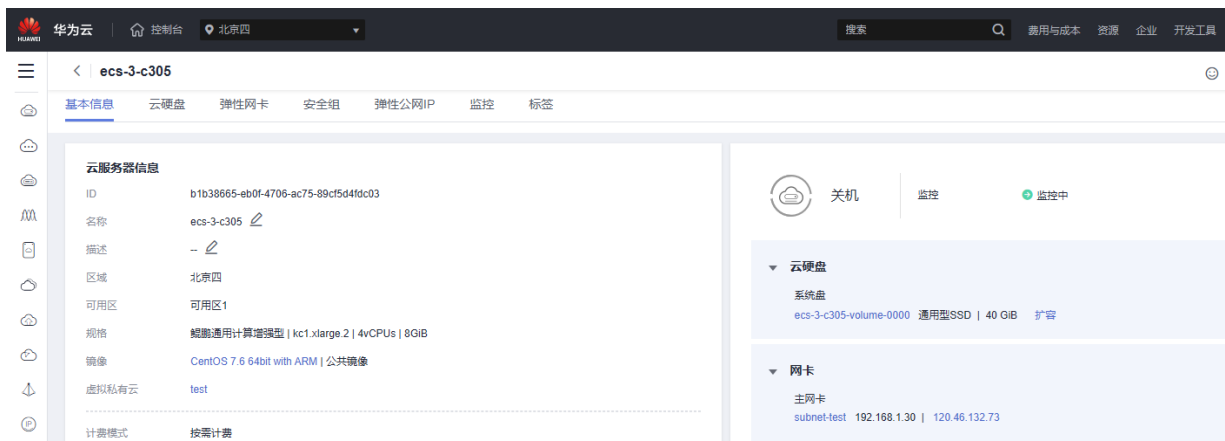 HUAWEI 华为云 控制台 北京四 搜索 费用与成本 资源 企业 开发工具
ecs-3-c305
基本信息 云硬盘 弹性网卡 安全组 弹性公网IP 监控 标签
云服务器信息
ID b1b38665-eb0f-4706-ac75-89cf5d4fdc03
名称 ecs-3-c305
描述 --
区域 北京四
可用区 可用区1
规格 鲲鹏通用计算增强型 | kc1.xlarge.2 | 4vCPUs | 8GiB
镜像 CentOS 7.6 64bit with ARM | 公共镜像
虚拟私有云 test
计费模式 按需计费
关机 监控 监控中
云硬盘
系统盘
ecs-3-c305-volume-0000 通用型SSD | 40 GiB 扩容
网卡
主网卡
subnet-test 192.168.1.30 | 120.46.132.73
IP